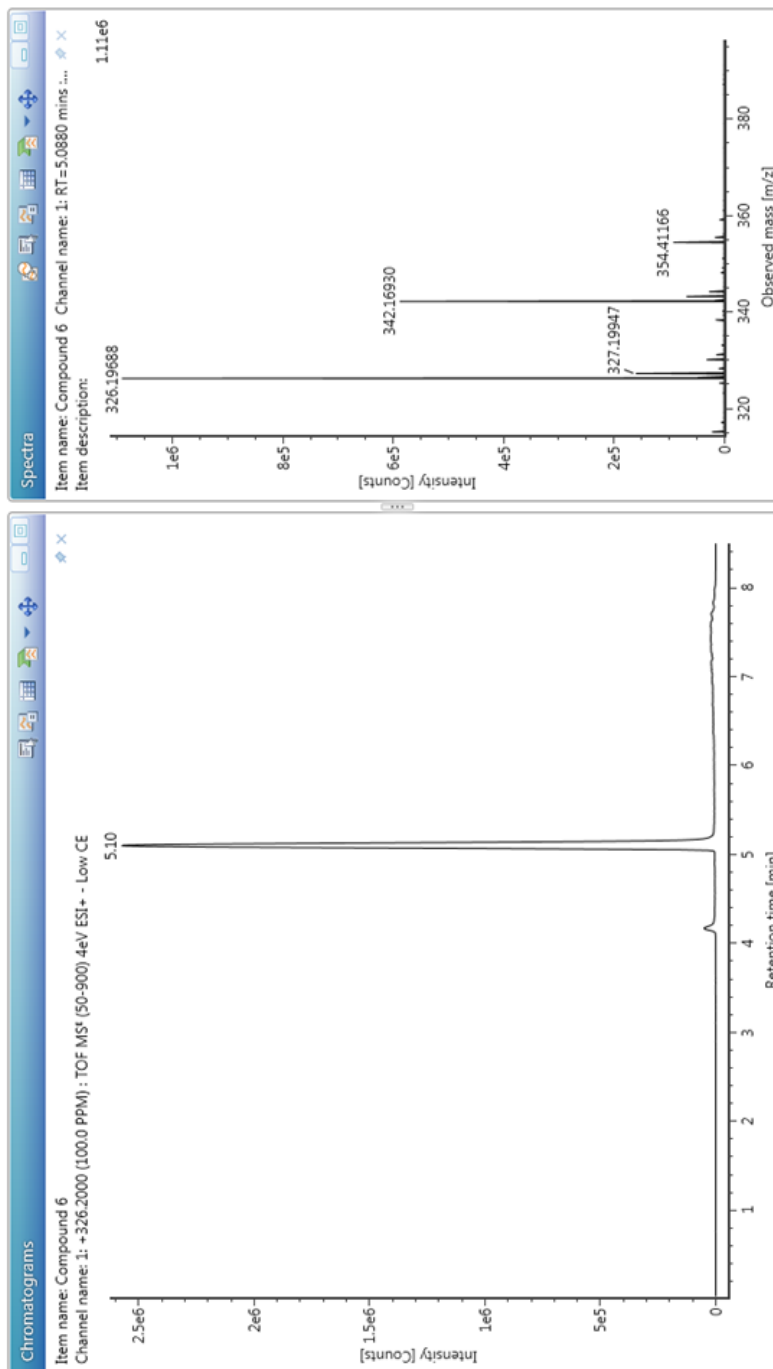 Chromatograms
Item name: Compound 6
Channel name: 1: +326.2000 (100.0 PPM) : TOF MSᴱ (50-900) 4eV ESI+ - Low CE
5.10
2.5e6
2e6
1.5e6
1e6
5e5
0
Intensity [Counts]
1
2
3
4
5
6
7
8
Retention time [min]
Spectra
Item name: Compound 6 Channel name: 1: RT=5.0880 mins :...
Item description:
1.11e6
326.19688
342.16930
327.19947
354.41166
1e6
8e5
6e5
4e5
2e5
0
Intensity [Counts]
320
340
360
380
Observed mass [m/z]